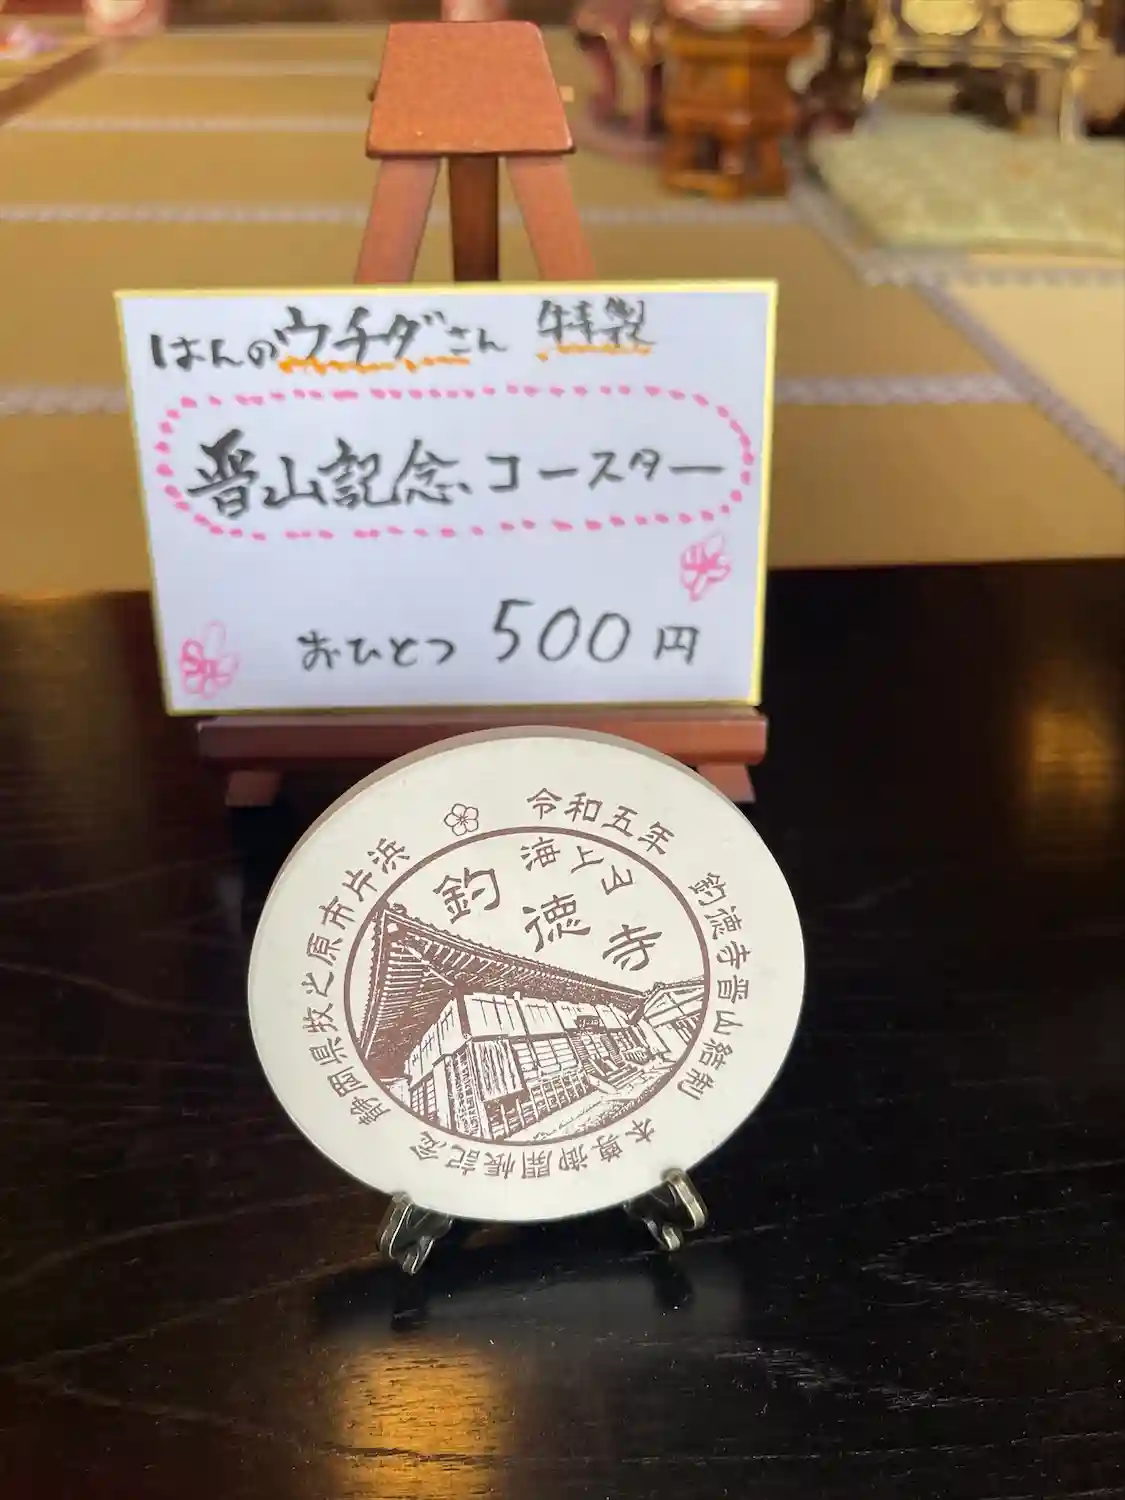 はんのウチダさん 特製
晋山記念、コースター
おひとつ 500円
令和五年 釣徳寺晋山結制
本尊御開帳記念
静岡県牧之原市片浜
海上山
釣徳寺